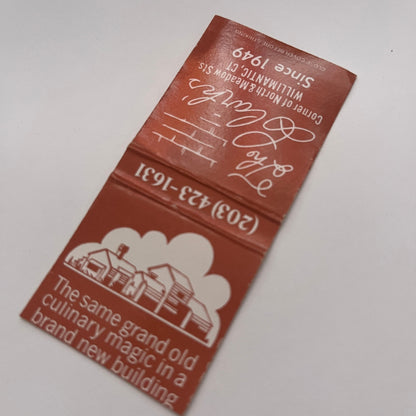 The same grand old
culinary magic in a
brand new building
(203) 423-1631
The
Clarks
Corner of North & Meadow Sts.
WILLIMANTIC, CT
Since 1949